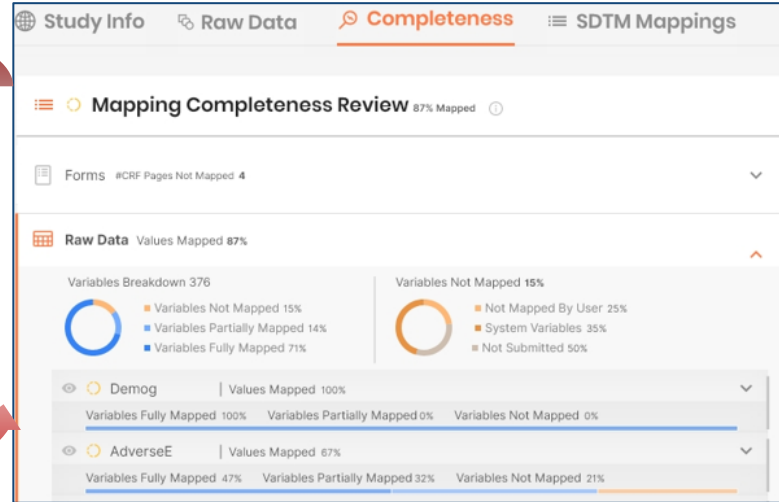 Study Info Raw Data Completeness SDTM Mappings
Mapping Completeness Review 87% Mapped
Forms #CRF Pages Not Mapped 4
Raw Data Values Mapped 87%
Variables Breakdown 376
Variables Not Mapped 15%
Variables Partially Mapped 14%
Variables Fully Mapped 71%
Variables Not Mapped 15%
Not Mapped By User 25%
System Variables 35%
Not Submitted 50%
Demog | Values Mapped 100%
Variables Fully Mapped 100% Variables Partially Mapped 0% Variables Not Mapped 0%
AdverseE | Values Mapped 67%
Variables Fully Mapped 47% Variables Partially Mapped 32% Variables Not Mapped 21%